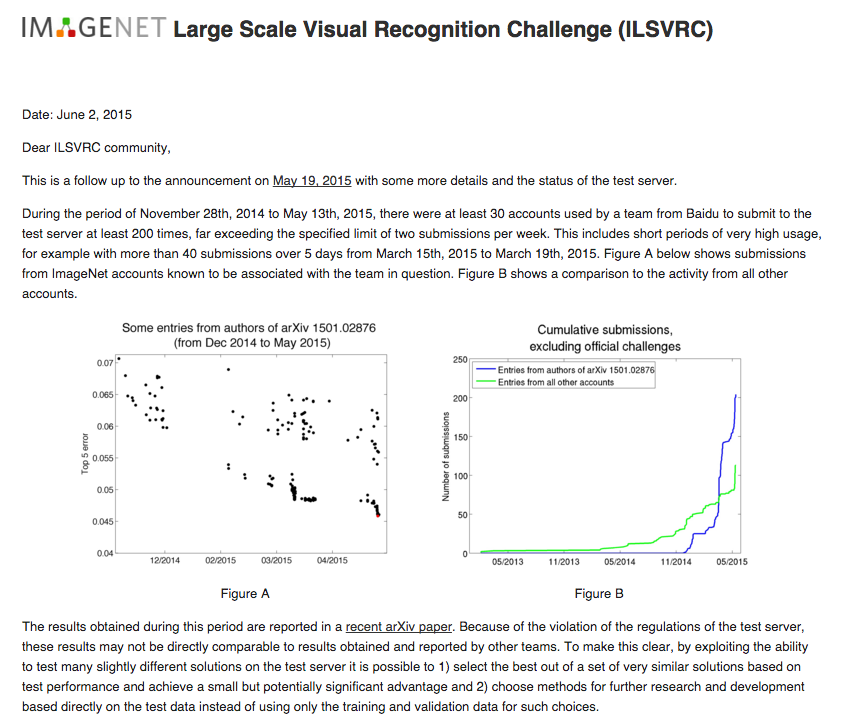 IMAGENET Large Scale Visual Recognition Challenge (ILSVRC)
Date: June 2, 2015
Dear ILSVRC community,
This is a follow up to the announcement on May 19, 2015 with some more details and the status of the test server.
During the period of November 28th, 2014 to May 13th, 2015, there were at least 30 accounts used by a team from Baidu to submit to the
test server at least 200 times, far exceeding the specified limit of two submissions per week. This includes short periods of very high usage,
for example with more than 40 submissions over 5 days from March 15th, 2015 to March 19th, 2015. Figure A below shows submissions
from ImageNet accounts known to be associated with the team in question. Figure B shows a comparison to the activity from all other
accounts.
Some entries from authors of arXiv 1501.02876
(from Dec 2014 to May 2015)
0.07
0.065
0.06
0.055
0.05
0.045
0.04
Top 5 error
12/2014 02/2015 03/2015 04/2015
Figure A
Cumulative submissions,
excluding official challenges
250
200
150
100
50
0
Number of submissions
Entries from authors of arXiv 1501.02876
Entries from all other accounts
05/2013 11/2013 05/2014 11/2014 05/2015
Figure B
The results obtained during this period are reported in a recent arXiv paper. Because of the violation of the regulations of the test server,
these results may not be directly comparable to results obtained and reported by other teams. To make this clear, by exploiting the ability
to test many slightly different solutions on the test server it is possible to 1) select the best out of a set of very similar solutions based on
test performance and achieve a small but potentially significant advantage and 2) choose methods for further research and development
based directly on the test data instead of using only the training and validation data for such choices.